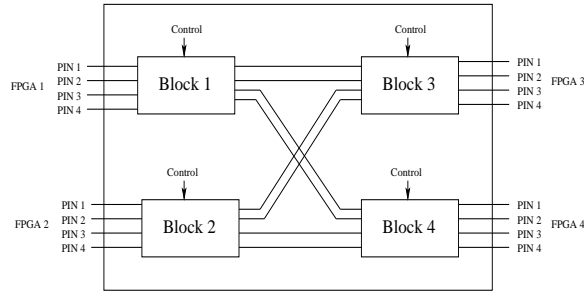 Control Control
PIN 1 PIN 1
PIN 2 PIN 2
FPGA 1 Block 1 Block 3 FPGA 3
PIN 3 PIN 3
PIN 4 PIN 4
Control Control
PIN 1 PIN 1
PIN 2 PIN 2
FPGA 2 Block 2 Block 4 FPGA 4
PIN 3 PIN 3
PIN 4 PIN 4